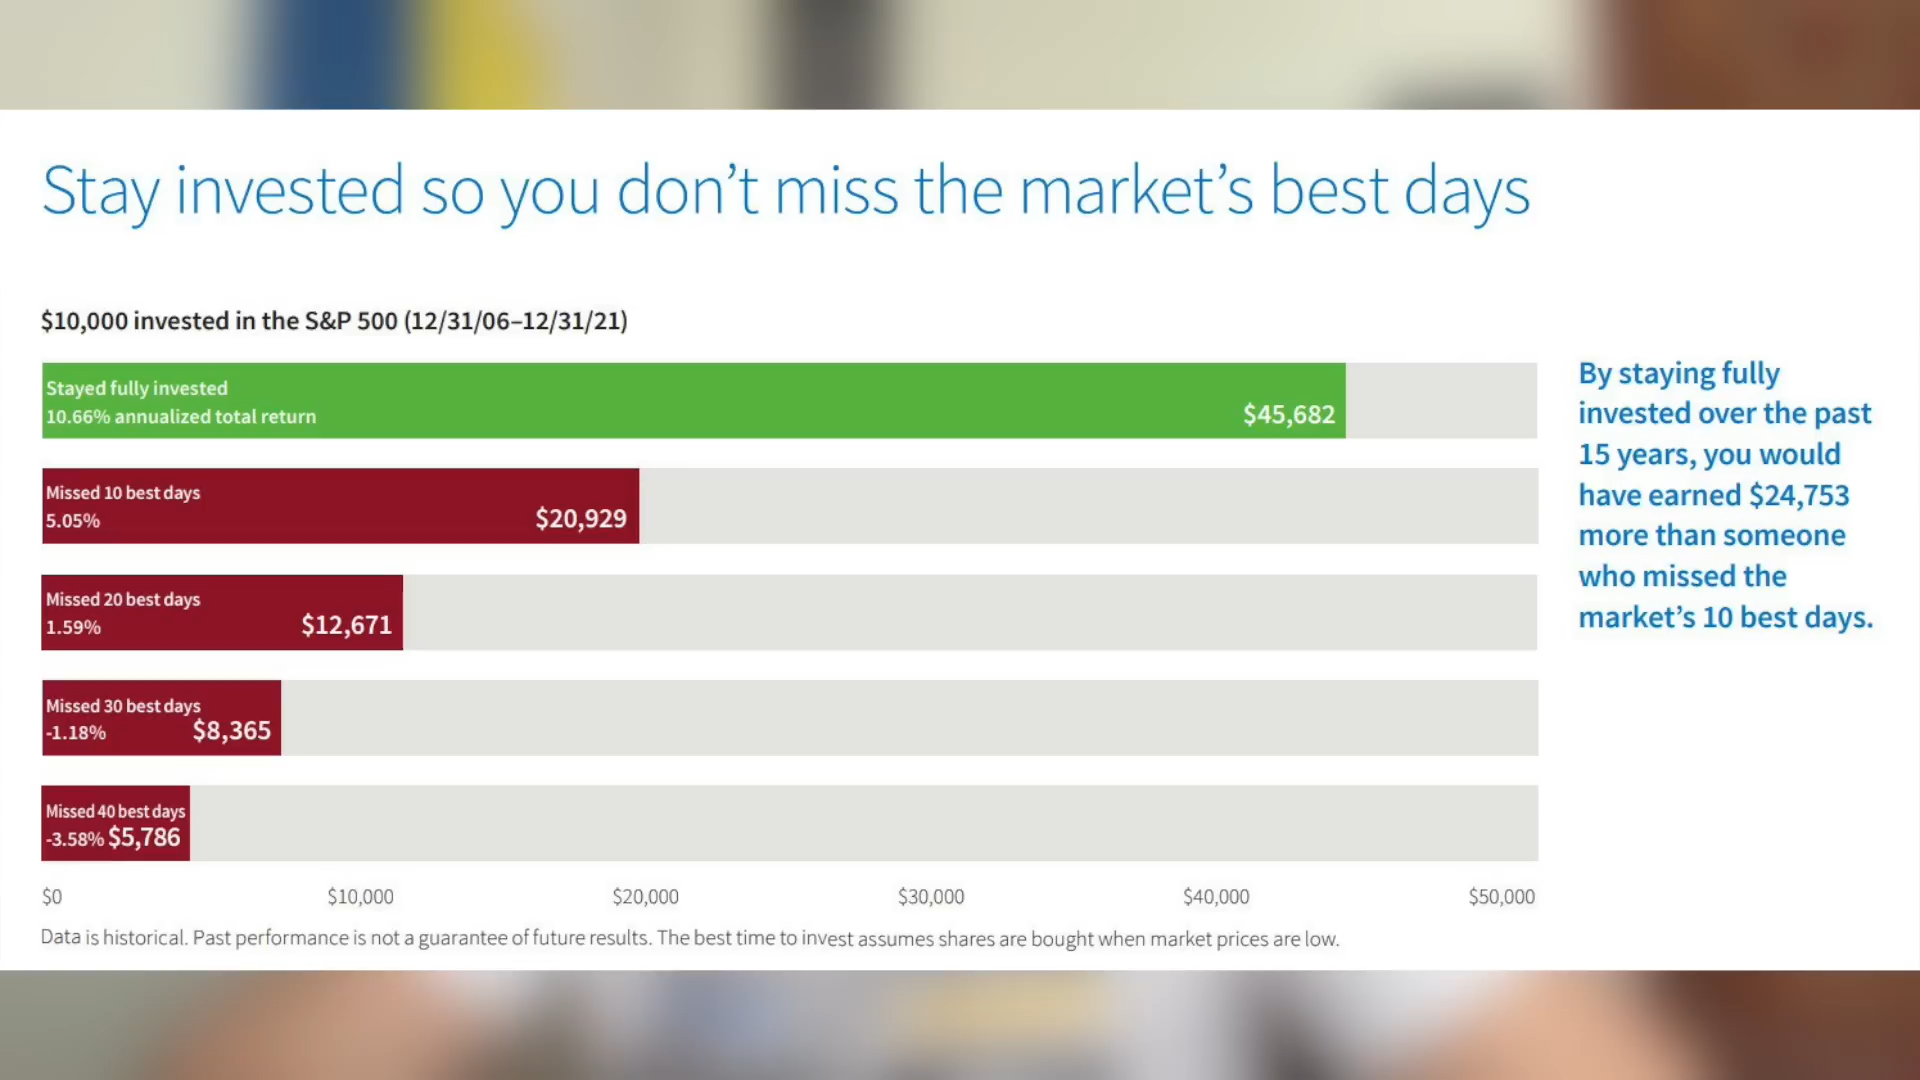 Stay invested so you don’t miss the market’s best days
$10,000 invested in the S&P 500 (12/31/06–12/31/21)
Stayed fully invested
10.66% annualized total return
$45,682
Missed 10 best days
5.05%
$20,929
Missed 20 best days
1.59%
$12,671
Missed 30 best days
-1.18%
$8,365
Missed 40 best days
-3.58% $5,786
$0 $10,000 $20,000 $30,000 $40,000 $50,000
Data is historical. Past performance is not a guarantee of future results. The best time to invest assumes shares are bought when market prices are low.
By staying fully
invested over the past
15 years, you would
have earned $24,753
more than someone
who missed the
market’s 10 best days.